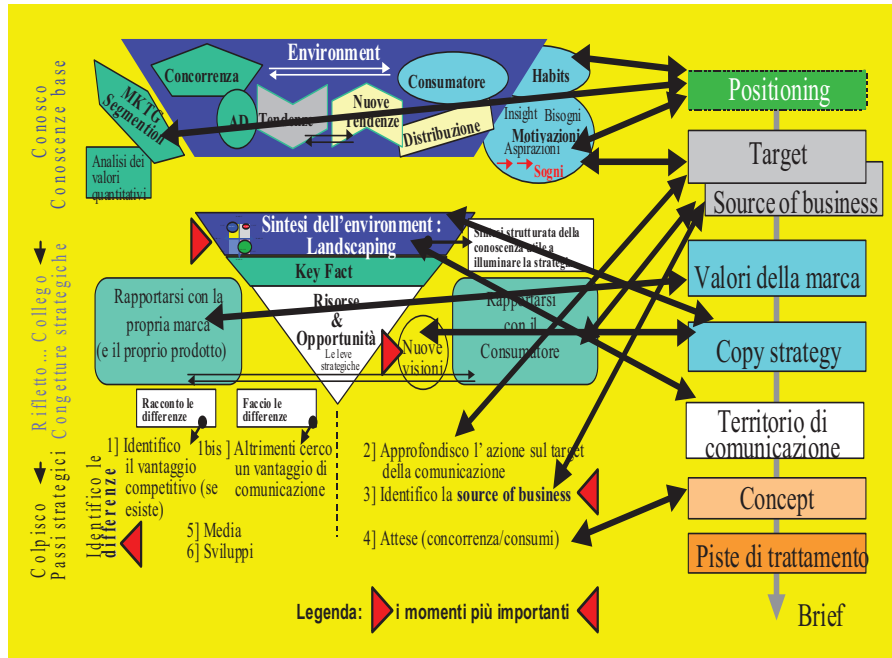 Conosco
Conoscenze base
Rifletto ... Collego
Congetture strategiche
Colpisco
Passi strategici
Identifico le
differenze
Environment
Concorrenza
MKTG
Segmention
AD
Tendenze
Nuove
Tendenze
Consumatore
Distribuzione
Habits
Insight Bisogni
Motivazioni
Aspirazioni
Sogni
Analisi dei
valori
quantitativi
Sintesi dell'environment :
Landscaping
Sintesi strutturata della
conoscenza utile a
illuminare la strategia
Key Fact
Rapportarsi con la
propria marca
(e il proprio prodotto)
Risorse
&
Opportunità
Le leve
strategiche
Nuove
visioni
Rapportarsi
con il
Consumatore
Racconto le
differenze
Faccio le
differenze
1] Identifico
il vantaggio
competitivo (se
esiste)
1bis ] Altrimenti cerco
un vantaggio di
comunicazione
2] Approfondisco l' azione sul target
della comunicazione
3] Identifico la source of business
4] Attese (concorrenza/consumi)
5] Media
6] Sviluppi
Positioning
Target
Source of business
Valori della marca
Copy strategy
Territorio di
comunicazione
Concept
Piste di trattamento
Brief
Legenda: i momenti più importanti